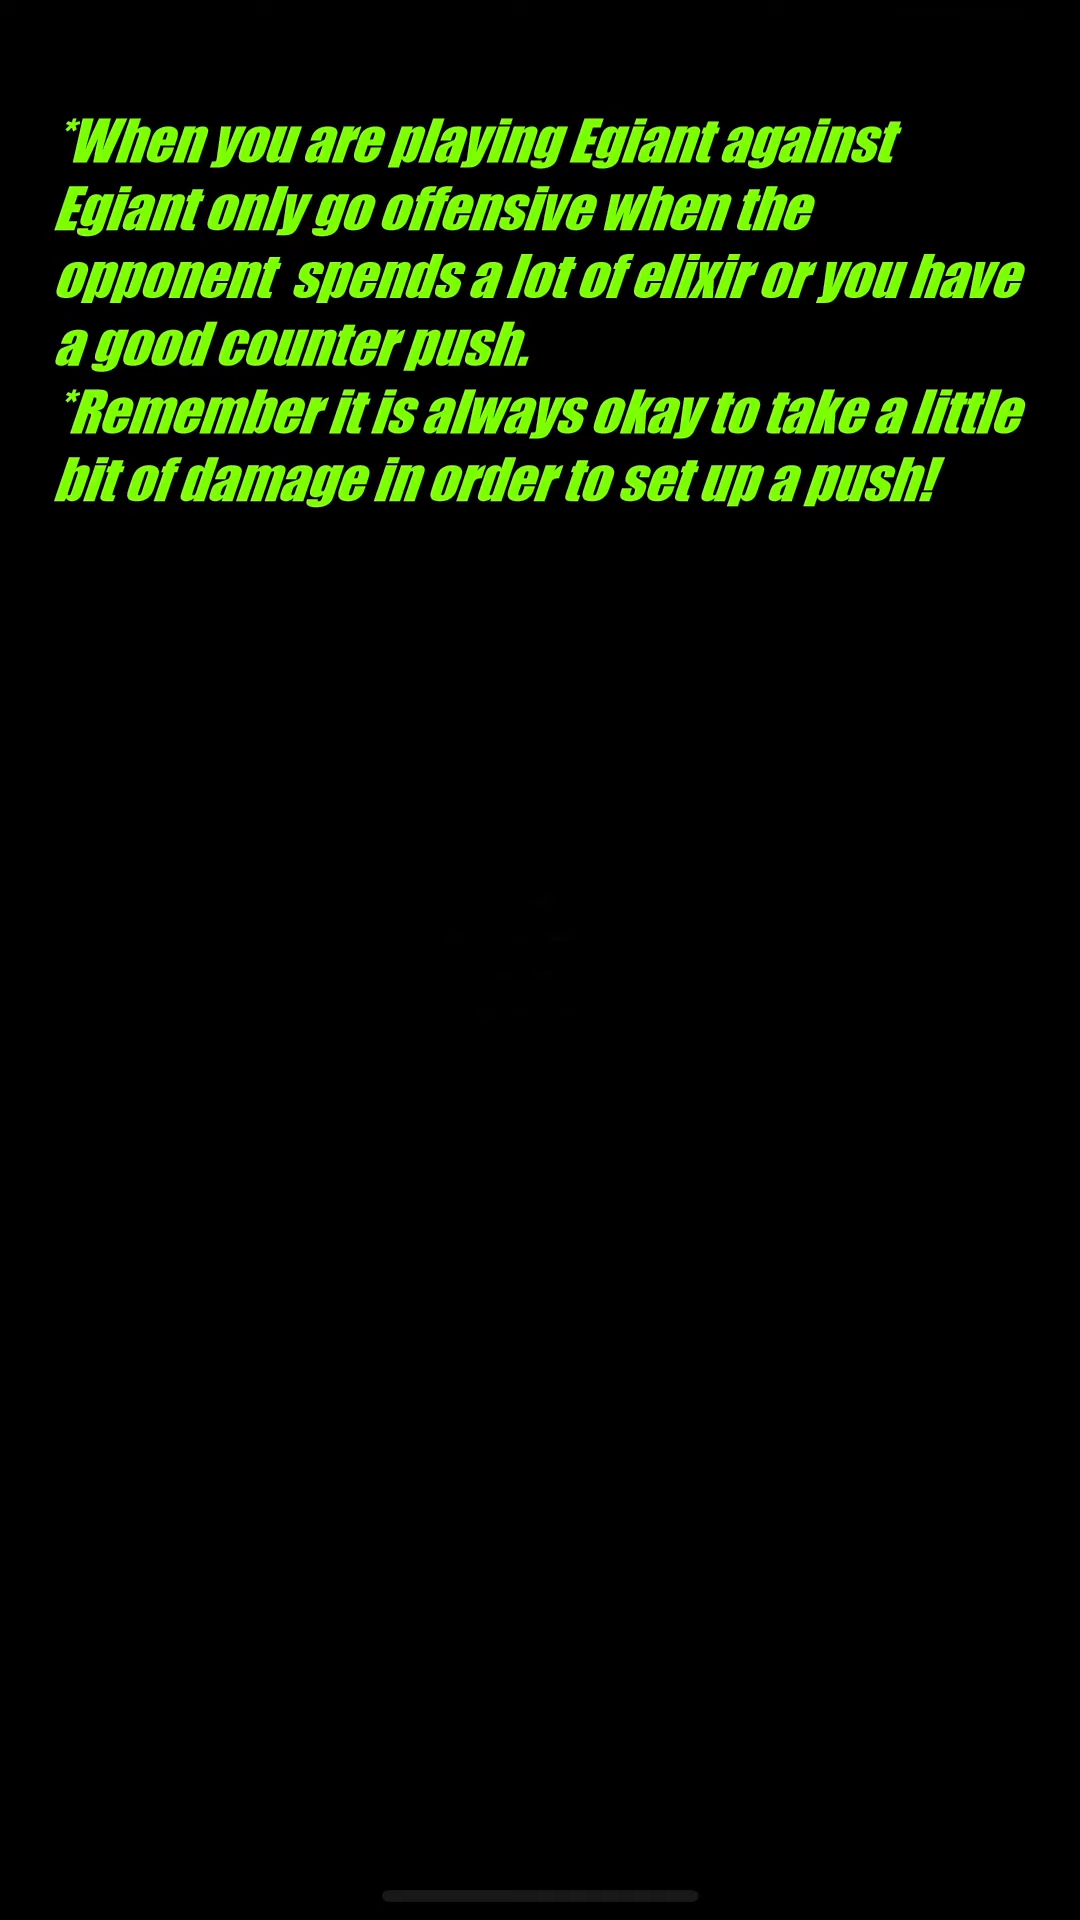 *When you are playing Egiant against
Egiant only go offensive when the
opponent  spends a lot of elixir or you have
a good counter push.
*Remember it is always okay to take a little
bit of damage in order to set up a push!